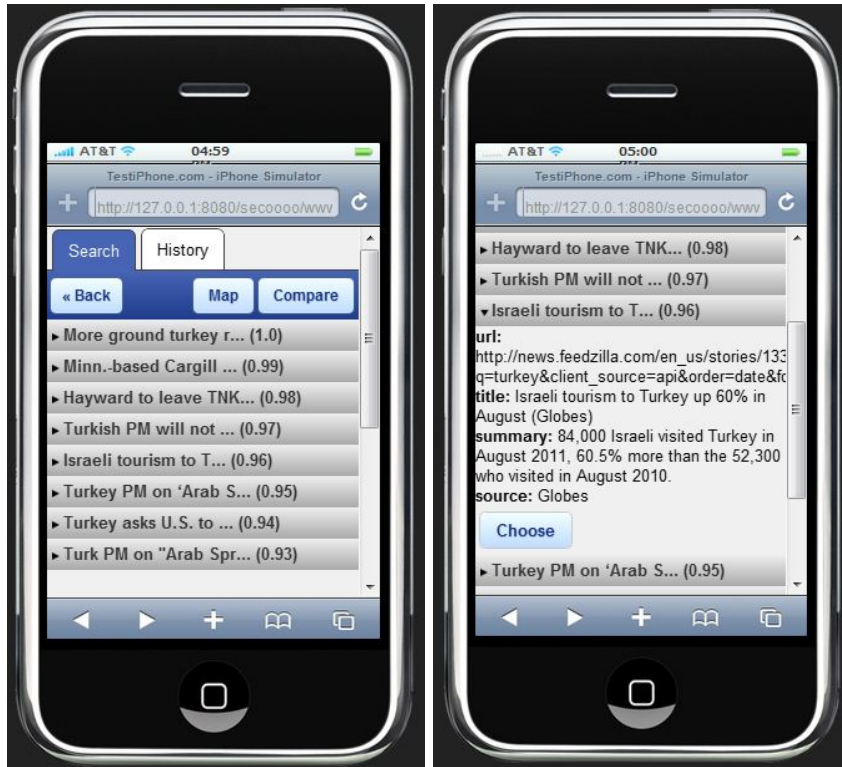 AT&T 04:59
TestiPhone.com - iPhone Simulator
http://127.0.0.1:8080/secoooo/wwv
Search History
« Back Map Compare
More ground turkey r... (1.0)
Minn.-based Cargill ... (0.99)
Hayward to leave TNK... (0.98)
Turkish PM will not ... (0.97)
Israeli tourism to T... (0.96)
Turkey PM on ‘Arab S... (0.95)
Turkey asks U.S. to ... (0.94)
Turk PM on "Arab Spr... (0.93)
AT&T 05:00
TestiPhone.com - iPhone Simulator
http://127.0.0.1:8080/secoooo/wwv
Hayward to leave TNK... (0.98)
Turkish PM will not ... (0.97)
Israeli tourism to T... (0.96)
url:
http://news.feedzilla.com/en_us/stories/133
q=turkey&client_source=api&order=date&fo
title: Israeli tourism to Turkey up 60% in
August (Globes)
summary: 84,000 Israeli visited Turkey in
August 2011, 60.5% more than the 52,300
who visited in August 2010.
source: Globes
Choose
Turkey PM on ‘Arab S... (0.95)